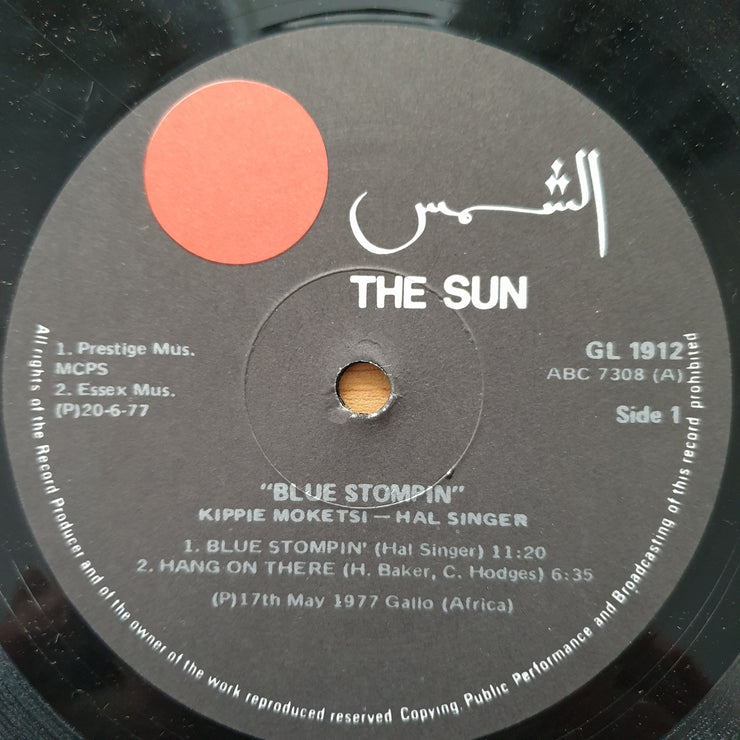 الشمس
THE SUN
1. Prestige Mus.
MCPS
2. Essex Mus.
(P)20-6-77
GL 1912
ABC 7308 (A)
Side 1
"BLUE STOMPIN"
KIPPIE MOKETSI — HAL SINGER
1. BLUE STOMPIN' (Hal Singer) 11:20
2. HANG ON THERE (H. Baker, C. Hodges) 6:35
(P)17th May 1977 Gallo (Africa)
All rights of the Record Producer and of the owner of the work reproduced reserved Copying, Public Performance and Broadcasting of this record prohibited